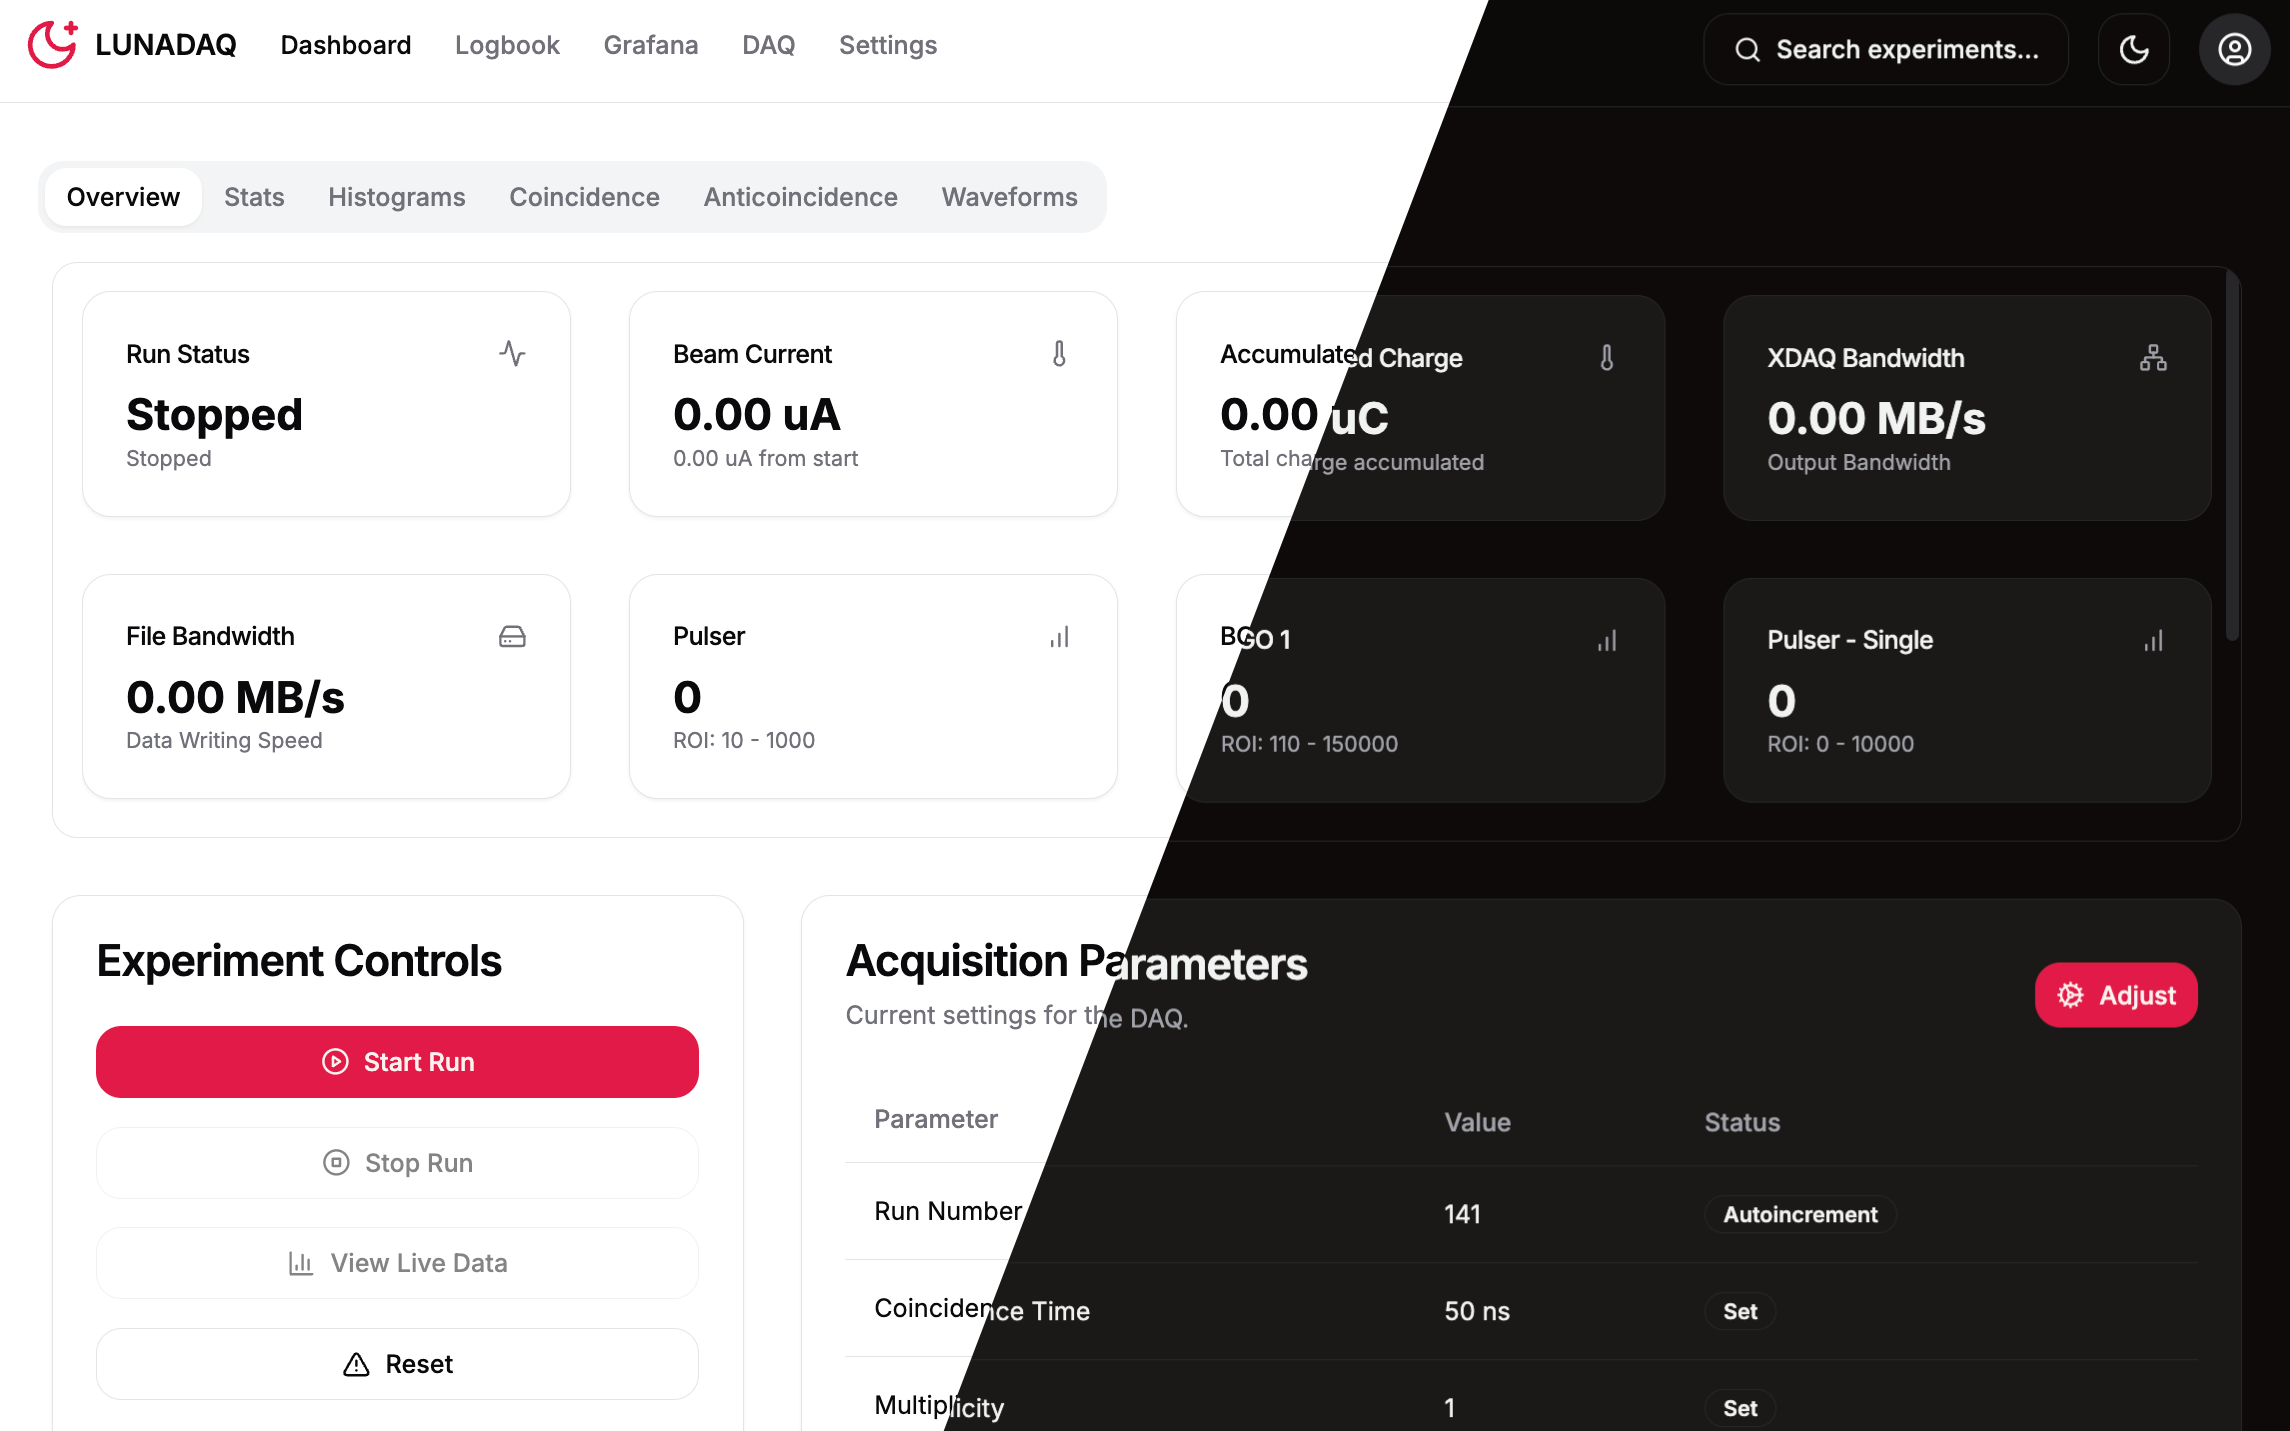 LUNADAQ Dashboard Logbook Grafana DAQ Settings Search experiments...
Overview Stats Histograms Coincidence Anticoincidence Waveforms
Run Status
Stopped
Stopped
Beam Current
0.00 uA
0.00 uA from start
Accumulated Charge
0.00 uC
Total charge accumulated
XDAQ Bandwidth
0.00 MB/s
Output Bandwidth
File Bandwidth
0.00 MB/s
Data Writing Speed
Pulser
0
ROI: 10 - 1000
BGO 1
0
ROI: 110 - 150000
Pulser - Single
0
ROI: 0 - 10000
Experiment Controls
Start Run
Stop Run
View Live Data
Reset
Acquisition Parameters
Current settings for the DAQ.
Adjust
Parameter Value Status
Run Number 141 Autoincrement
Coincidence Time 50 ns Set
Multiplicity 1 Set